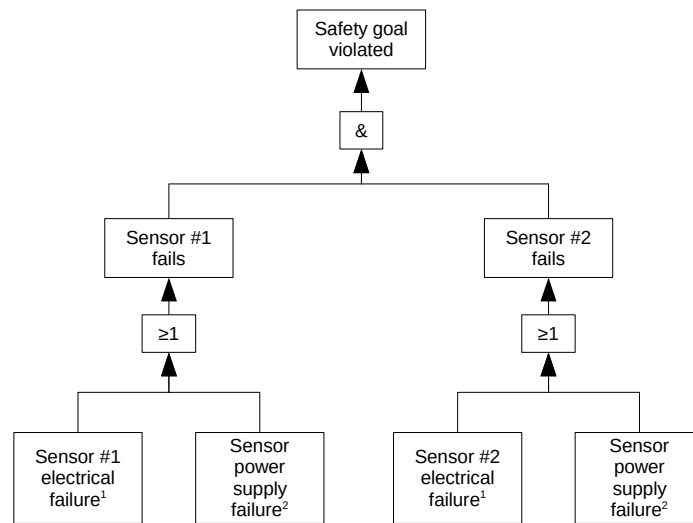 Safety goal
violated
&
Sensor #1
fails
Sensor #2
fails
≥1
≥1
Sensor #1
electrical
failure¹
Sensor
power
supply
failure²
Sensor #2
electrical
failure¹
Sensor
power
supply
failure²